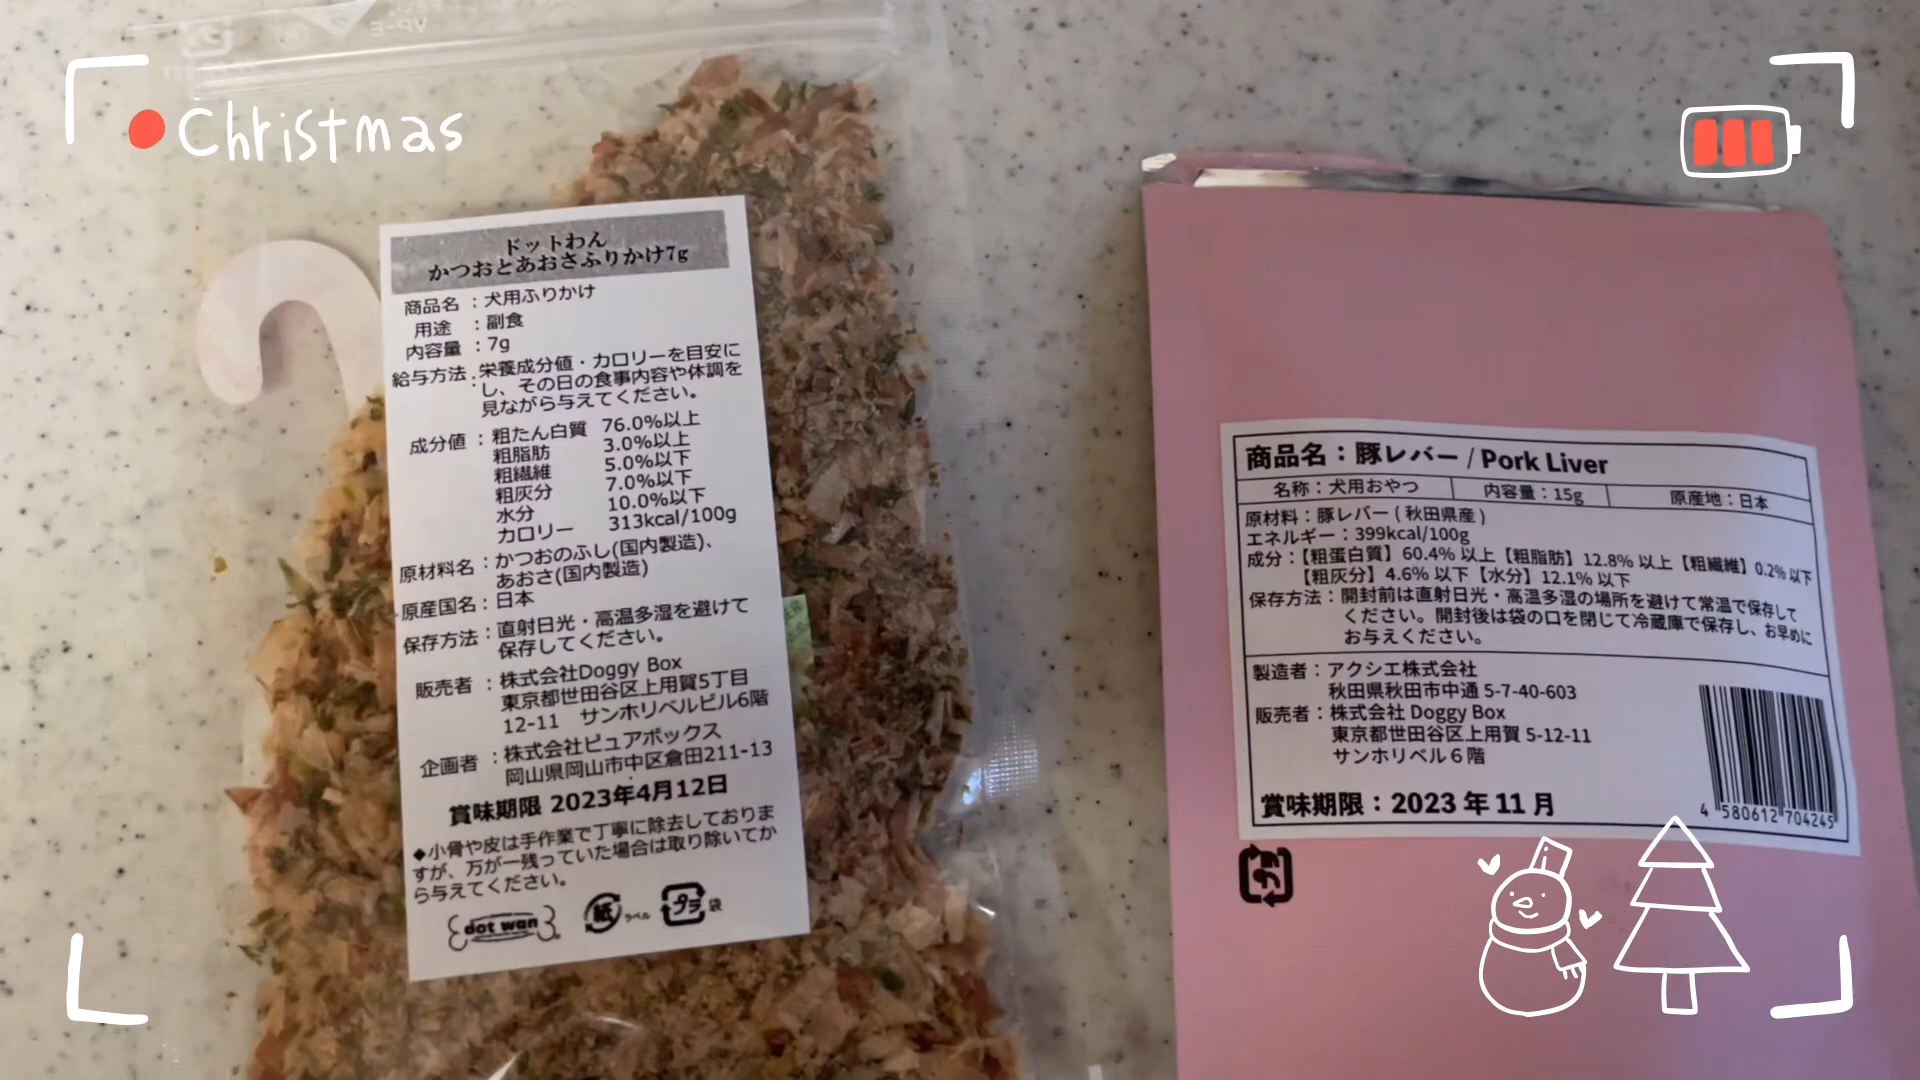 Christmas
ドットわん
かつおとあおさふりかけ7g
商品名：犬用ふりかけ
用途：副食
内容量：7g
給与方法：栄養成分値・カロリーを目安に
し、その日の食事内容や体調を
見ながら与えてください。
成分値：粗たん白質 76.0%以上
粗脂肪 3.0%以上
粗繊維 5.0%以下
粗灰分 7.0%以下
水分 10.0%以下
カロリー 313kcal/100g
原材料名：かつおのふし(国内製造)、
あおさ(国内製造)
原産国名：日本
保存方法：直射日光・高温多湿を避けて
保存してください。
販売者：株式会社Doggy Box
東京都世田谷区上用賀5丁目
12-11 サンホリベルビル6階
企画者：株式会社ピュアボックス
岡山県岡山市中区倉田211-13
賞味期限 2023年4月12日
◆小骨や皮は手作業で丁寧に除去しておりま
すが、万が一残っていた場合は取り除いてか
ら与えてください。
dot wan 紙 ラベル プラ 袋
商品名：豚レバー / Pork Liver
名称：犬用おやつ 内容量：15g 原産地：日本
原材料：豚レバー ( 秋田県産 )
エネルギー：399kcal/100g
成分：【粗蛋白質】60.4% 以上【粗脂肪】12.8% 以上【粗繊維】0.2% 以下
【粗灰分】4.6% 以下【水分】12.1% 以下
保存方法：開封前は直射日光・高温多湿の場所を避けて常温で保存して
ください。開封後は袋の口を閉じて冷蔵庫で保存し、お早めに
お与えください。
製造者：アクシエ株式会社
秋田県秋田市中通 5-7-40-603
販売者：株式会社 Doggy Box
東京都世田谷区上用賀 5-12-11
サンホリベル６階
賞味期限：2023 年 11 月
4 580612 704245
プラ